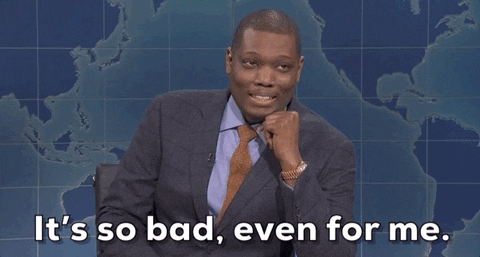 It's so bad, even for me.